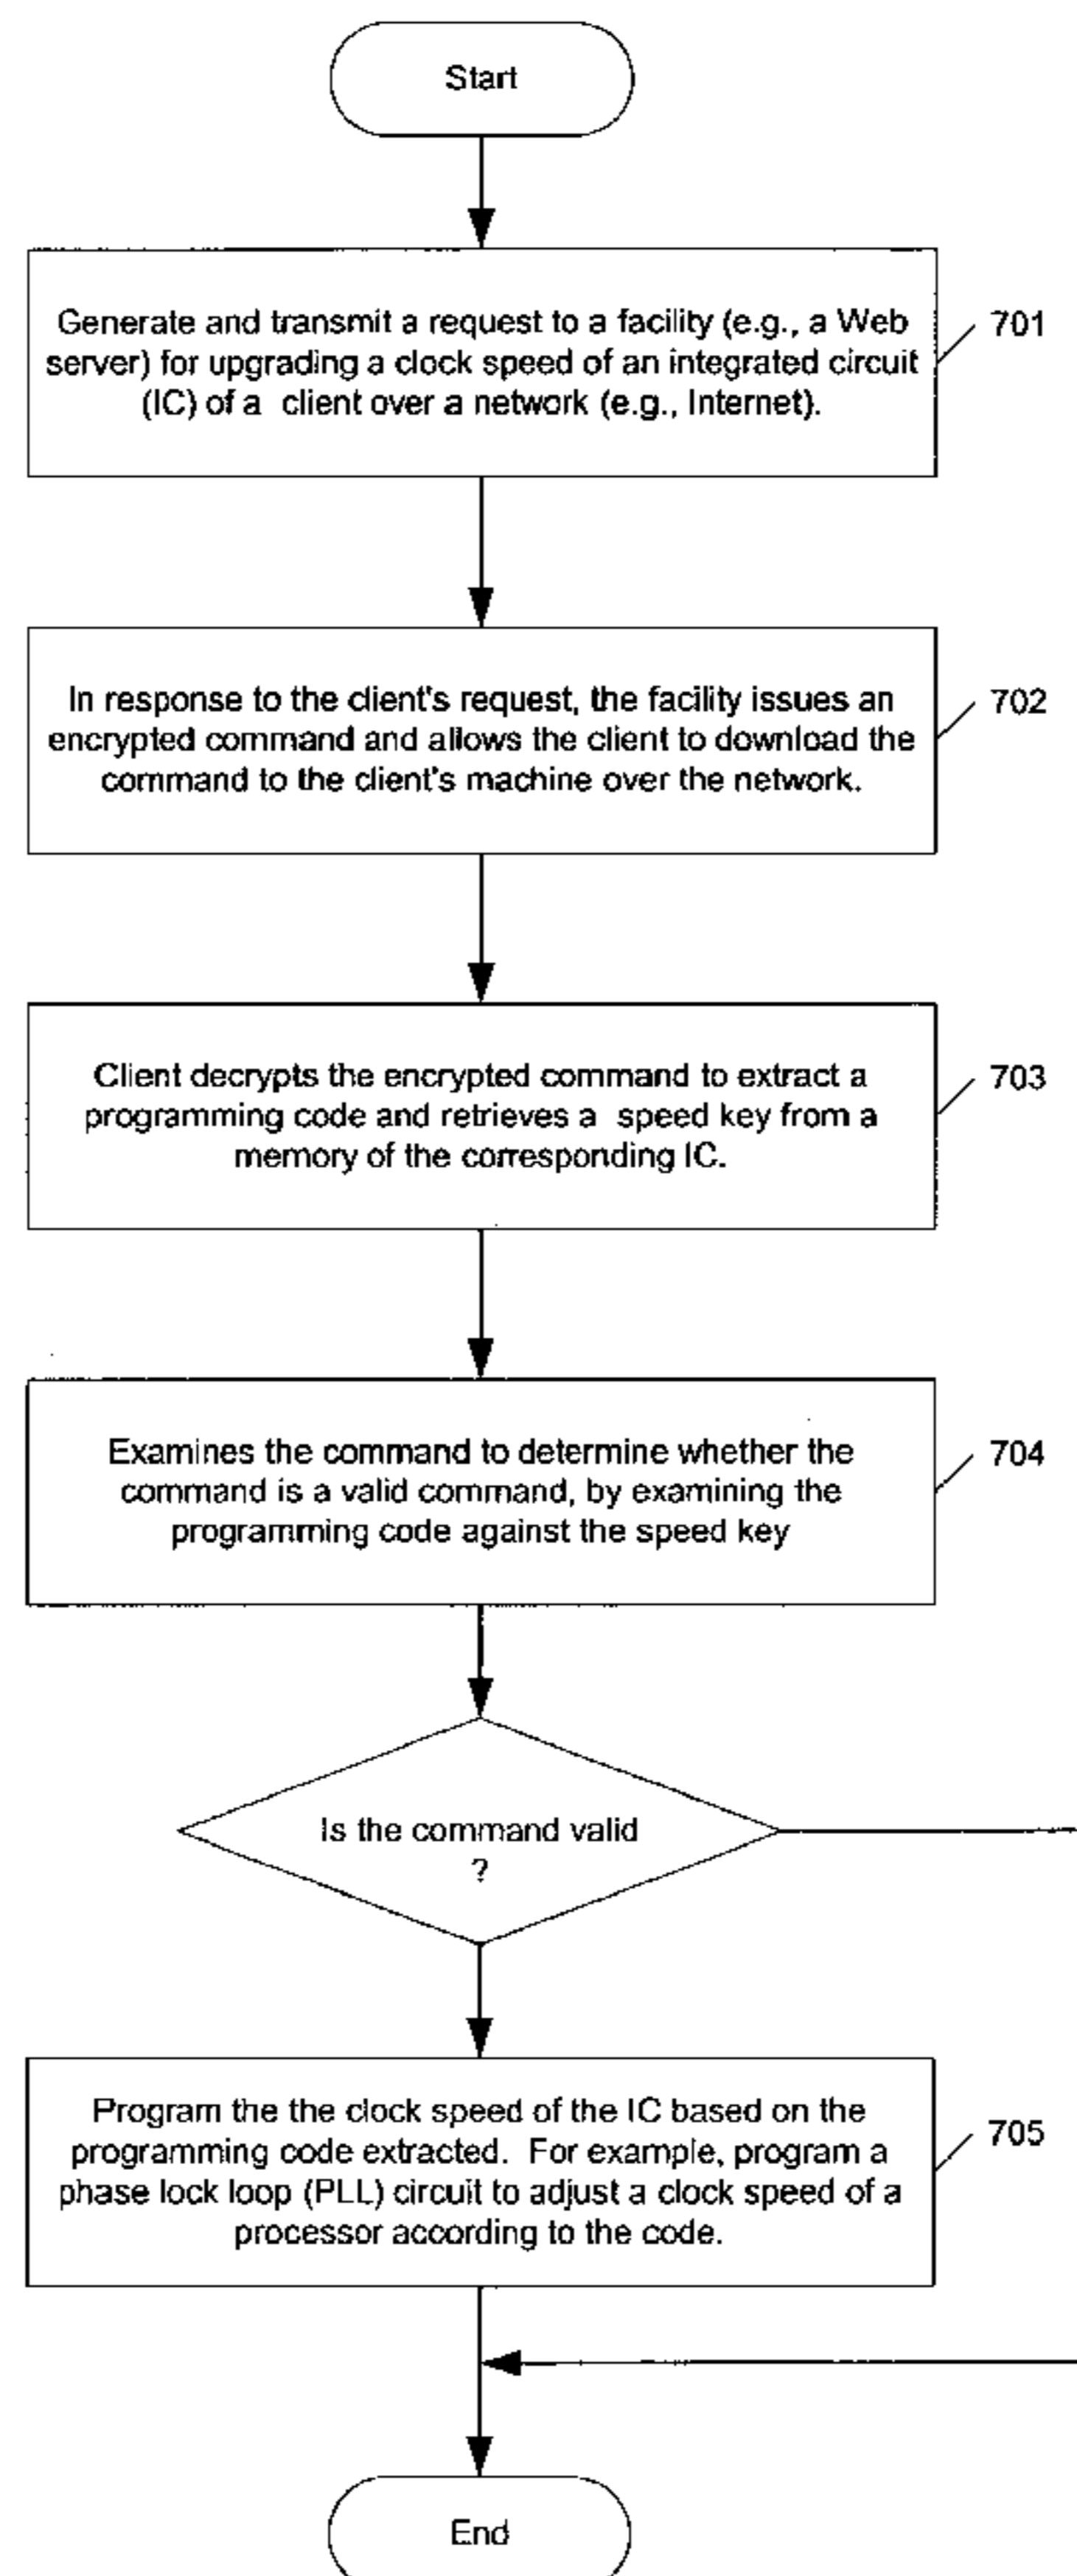 Start
Generate and transmit a request to a facility (e.g., a Web
server) for upgrading a clock speed of an integrated circuit
(IC) of a client over a network (e.g., Internet).
701
In response to the client's request, the facility issues an
encrypted command and allows the client to download the
command to the client's machine over the network.
702
Client decrypts the encrypted command to extract a
programming code and retrieves a speed key from a
memory of the corresponding IC.
703
Examines the command to determine whether the
command is a valid command, by examining the
programming code against the speed key
704
Is the command valid
?
Program the the clock speed of the IC based on the
programming code extracted. For example, program a
phase lock loop (PLL) circuit to adjust a clock speed of a
processor according to the code.
705
End